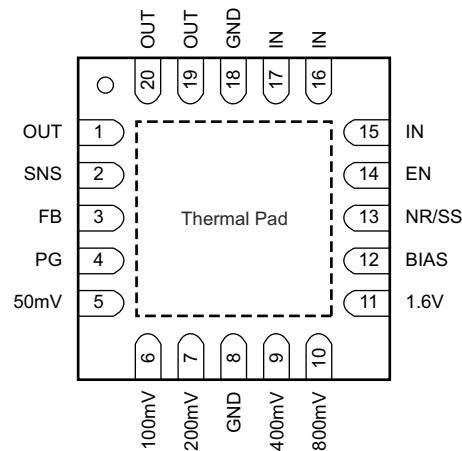 OUT OUT GND IN IN
20 19 18 17 16
OUT 1 15 IN
SNS 2 14 EN
FB 3 Thermal Pad 13 NR/SS
PG 4 12 BIAS
50mV 5 11 1.6V
6 7 8 9 10
100mV 200mV GND 400mV 800mV